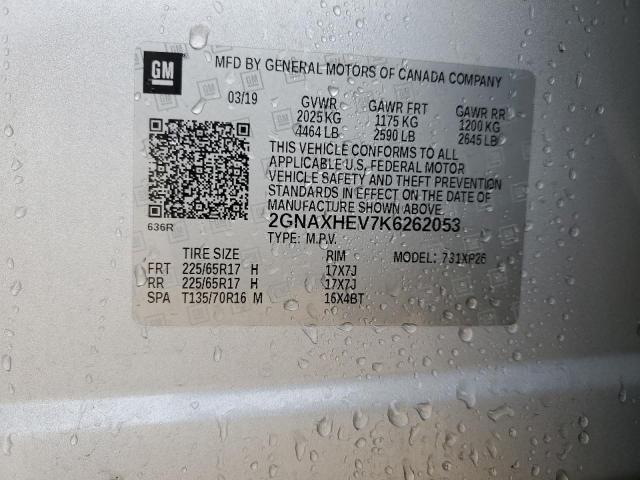 GM
MFD BY GENERAL MOTORS OF CANADA COMPANY
03/19 GVWR GAWR FRT GAWR RR
2025 KG 1175 KG 1200 KG
4464 LB 2590 LB 2645 LB
THIS VEHICLE CONFORMS TO ALL
APPLICABLE U.S. FEDERAL MOTOR
VEHICLE SAFETY AND THEFT PREVENTION
STANDARDS IN EFFECT ON THE DATE OF
MANUFACTURE SHOWN ABOVE.
636R 2GNAXHEV7K6262053
TYPE: M.P.V. MODEL: 731XP26
TIRE SIZE RIM
FRT 225/65R17 H 17X7J
RR 225/65R17 H 17X7J
SPA T135/70R16 M 16X4BT